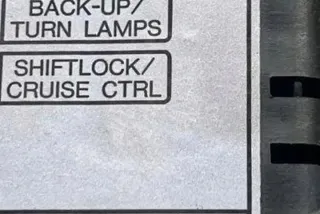 BACK-UP/
TURN LAMPS
SHIFTLOCK/
CRUISE CTRL